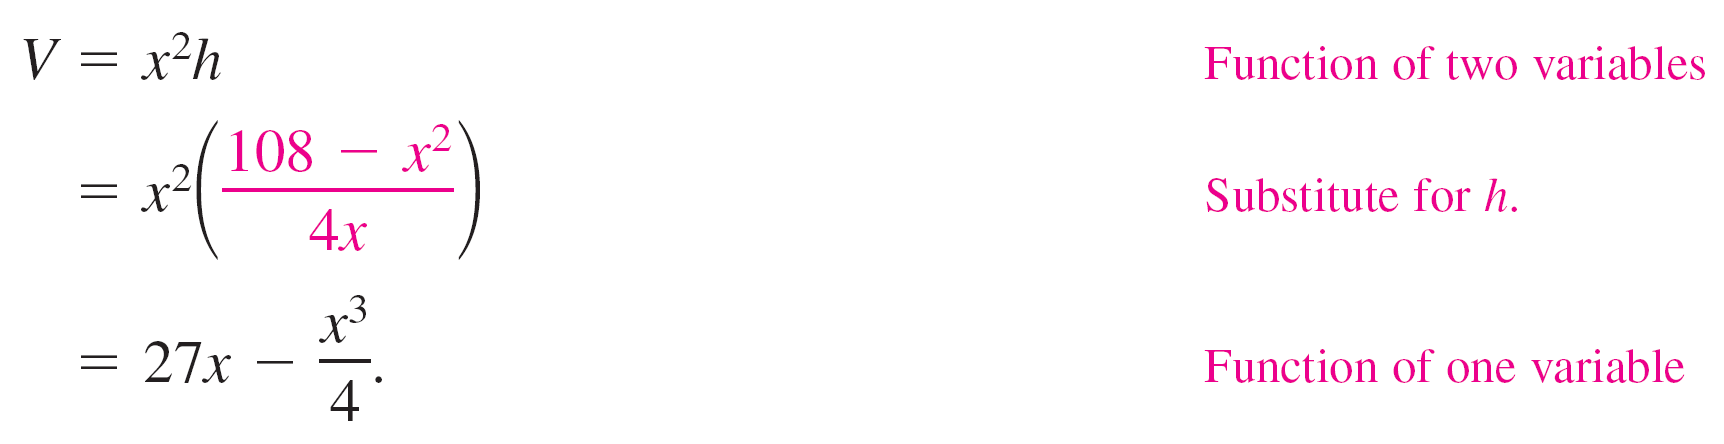 V = x²h Function of two variables
= x²((108 − x²)/(4x)) Substitute for h.
= 27x − x³/4. Function of one variable